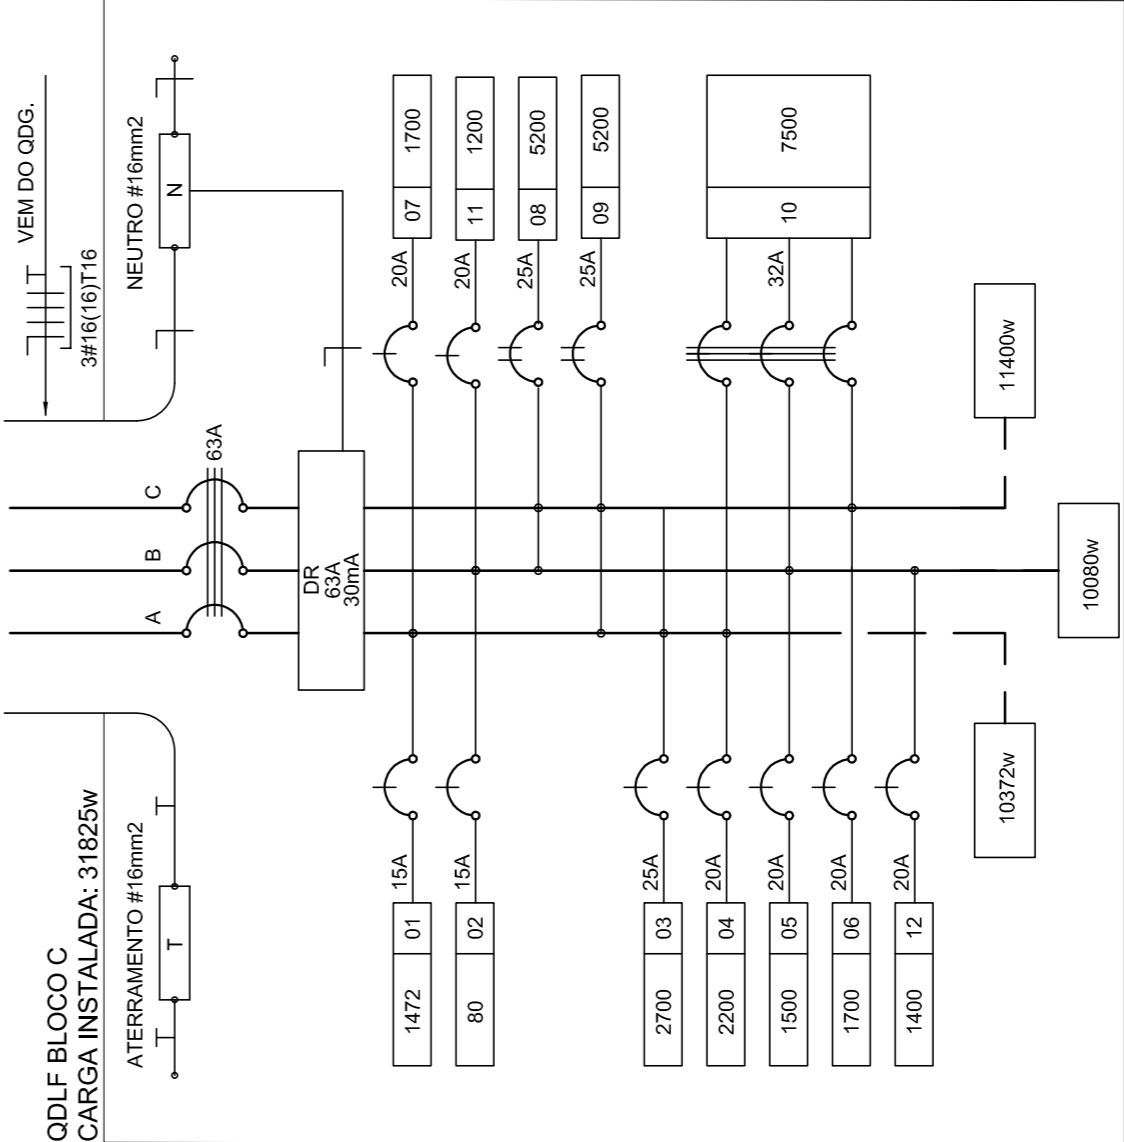 QDLF BLOCO C
CARGA INSTALADA: 31825w
VEM DO QDG.
3#16(16)T16
ATERRAMENTO #16mm2
T
NEUTRO #16mm2
N
A
B
C
63A
DR
63A
30mA
1472 01 15A
20A 07 1700
80 02 15A
20A 11 1200
25A 08 5200
25A 09 5200
2700 03 25A
2200 04 20A
1500 05 20A
32A 10 7500
1700 06 20A
1400 12 20A
10372w
10080w
11400w